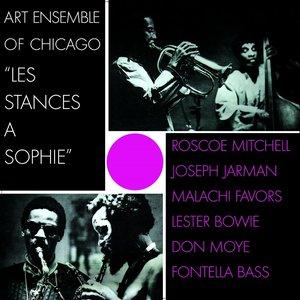 ART ENSEMBLE
OF CHICAGO
“LES
STANCES
A
SOPHIE”
ROSCOE MITCHELL
JOSEPH JARMAN
MALACHI FAVORS
LESTER BOWIE
DON MOYE
FONTELLA BASS